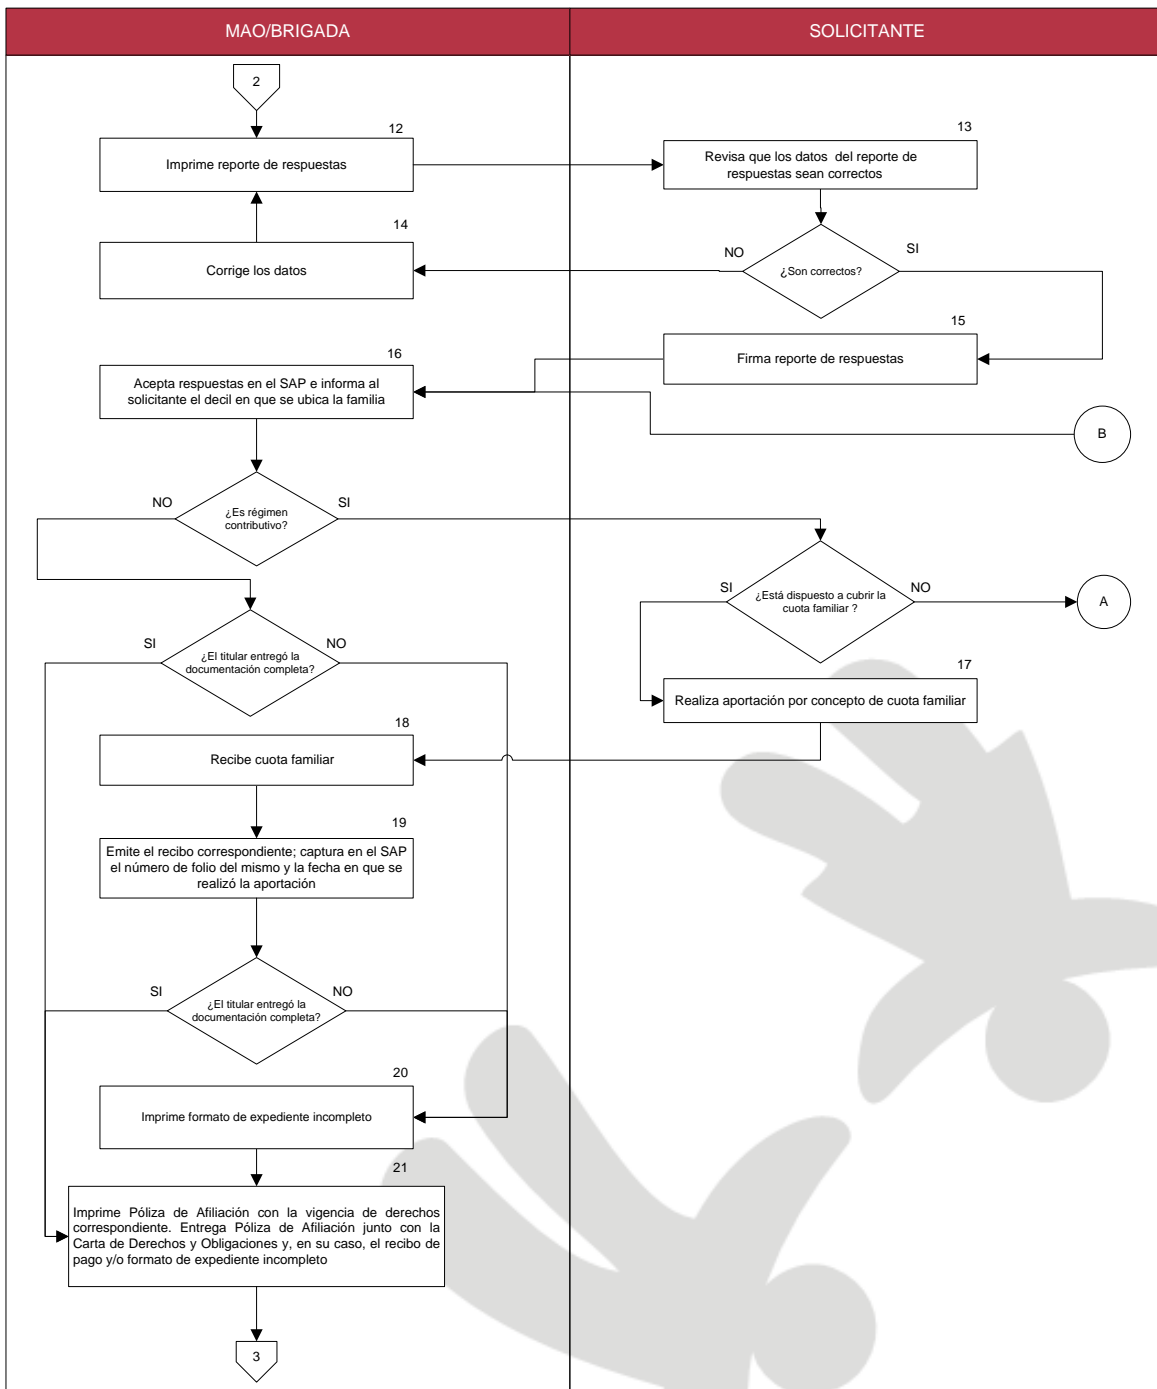 MAO/BRIGADA
SOLICITANTE
2
12
Imprime reporte de respuestas
13
Revisa que los datos del reporte de
respuestas sean correctos
14
Corrige los datos
NO
¿Son correctos?
SI
15
Firma reporte de respuestas
16
Acepta respuestas en el SAP e informa al
solicitante el decil en que se ubica la familia
B
NO
¿Es régimen
contributivo?
SI
SI
¿Está dispuesto a cubrir la
cuota familiar ?
NO
A
SI
¿El titular entregó la
documentación completa?
NO
17
Realiza aportación por concepto de cuota familiar
18
Recibe cuota familiar
19
Emite el recibo correspondiente; captura en el SAP
el número de folio del mismo y la fecha en que se
realizó la aportación
SI
¿El titular entregó la
documentación completa?
NO
20
Imprime formato de expediente incompleto
21
Imprime Póliza de Afiliación con la vigencia de derechos
correspondiente. Entrega Póliza de Afiliación junto con la
Carta de Derechos y Obligaciones y, en su caso, el recibo de
pago y/o formato de expediente incompleto
3